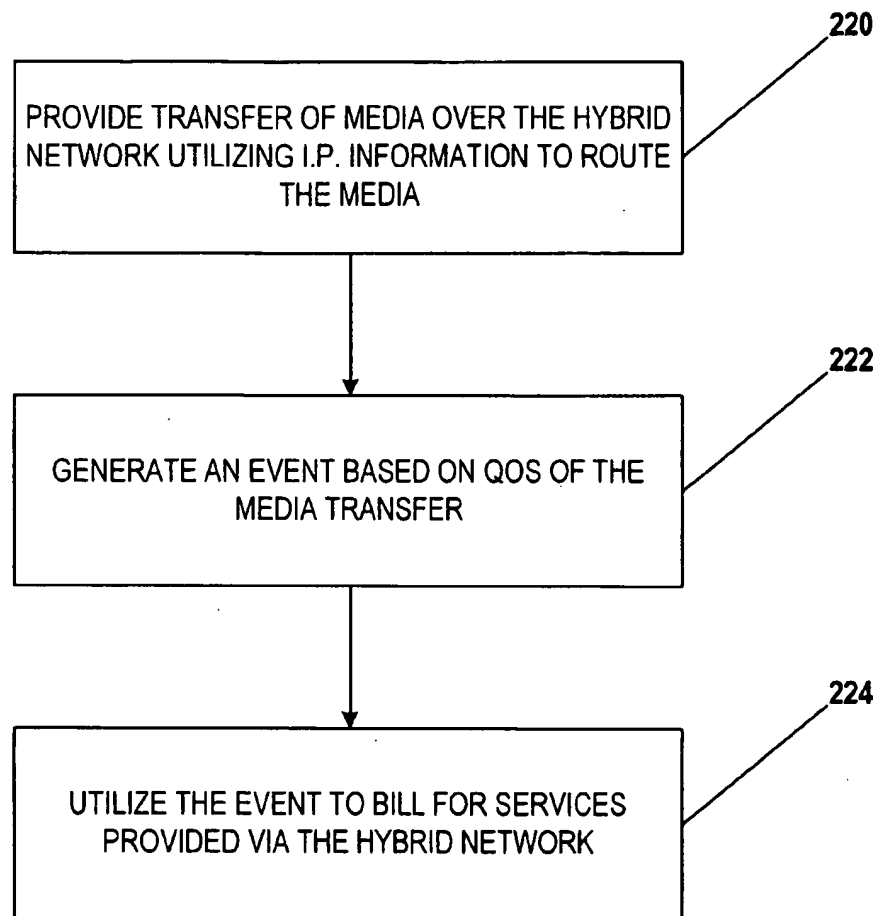 220
PROVIDE TRANSFER OF MEDIA OVER THE HYBRID
NETWORK UTILIZING I.P. INFORMATION TO ROUTE
THE MEDIA
222
GENERATE AN EVENT BASED ON QOS OF THE
MEDIA TRANSFER
224
UTILIZE THE EVENT TO BILL FOR SERVICES
PROVIDED VIA THE HYBRID NETWORK